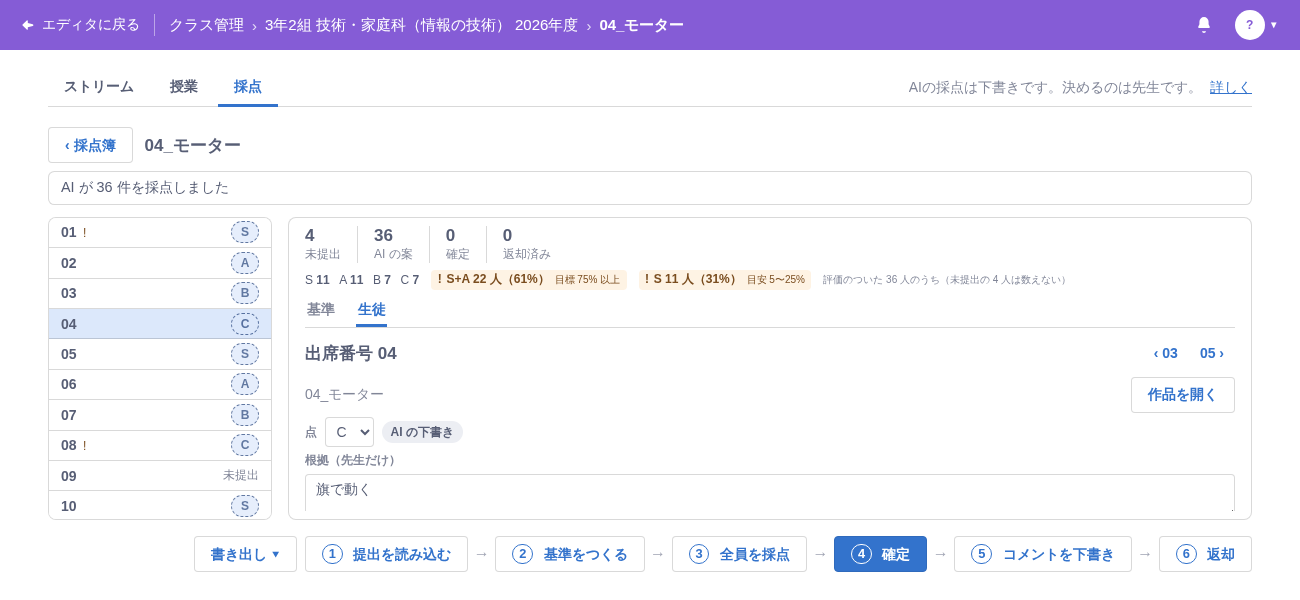 エディタに戻る クラス管理 › 3年2組 技術・家庭科（情報の技術） 2026年度 › 04_モーター ? ▾
ストリーム 授業 採点 AIの採点は下書きです。決めるのは先生です。 詳しく
‹ 採点簿 04_モーター
AI が 36 件を採点しました
01 ! S
02 A
03 B
04 C
05 S
06 A
07 B
08 ! C
09 未提出
10 S
4 36 0 0
未提出 AI の案 確定 返却済み
S 11 A 11 B 7 C 7 ! S+A 22 人（61%） 目標 75% 以上 ! S 11 人（31%） 目安 5〜25% 評価のついた 36 人のうち（未提出の 4 人は数えない）
基準 生徒
出席番号 04 ‹ 03 05 ›
04_モーター 作品を開く
点 C AI の下書き
根拠（先生だけ）
旗で動く
書き出し ▾ 1 提出を読み込む → 2 基準をつくる → 3 全員を採点 → 4 確定 → 5 コメントを下書き → 6 返却